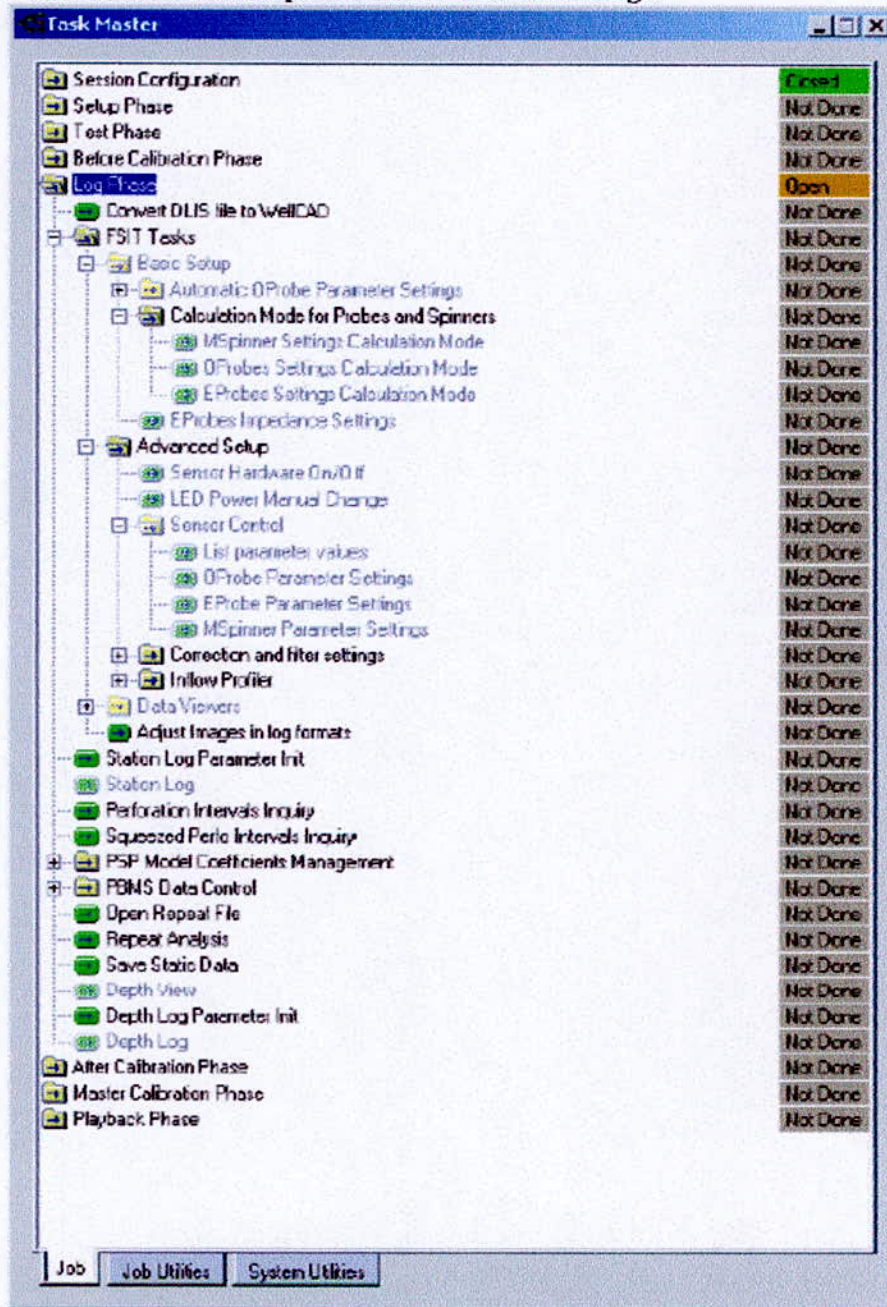 Task Master
Session Configuration Closed
Setup Phase Not Done
Test Phase Not Done
Before Calibration Phase Not Done
Log Phase Open
Convert DLIS file to WellCAD Not Done
FSIT Tasks Not Done
Basic Setup Not Done
Automatic OProbe Parameter Settings Not Done
Calculation Mode for Probes and Spinners Not Done
MSpinner Settings Calculation Mode Not Done
OProbes Settings Calculation Mode Not Done
EProbes Settings Calculation Mode Not Done
EProbes Impedance Settings Not Done
Advanced Setup Not Done
Sensor Hardware On/Off Not Done
LED Power Manual Change Not Done
Sensor Control Not Done
List parameter values Not Done
OProbe Parameter Settings Not Done
EProbe Parameter Settings Not Done
MSpinner Parameter Settings Not Done
Correction and filter settings Not Done
Inflow Profiler Not Done
Data Viewers Not Done
Adjust Images in log formats Not Done
Station Log Parameter Init Not Done
Station Log Not Done
Perforation Intervals Inquiry Not Done
Squeezed Perfo Intervals Inquiry Not Done
PSP Model Coefficients Management Not Done
PBMS Data Control Not Done
Open Repeat File Not Done
Repeat Analysis Not Done
Save Static Data Not Done
Depth View Not Done
Depth Log Parameter Init Not Done
Depth Log Not Done
After Calibration Phase Not Done
Master Calibration Phase Not Done
Playback Phase Not Done
Job Job Utilities System Utilities